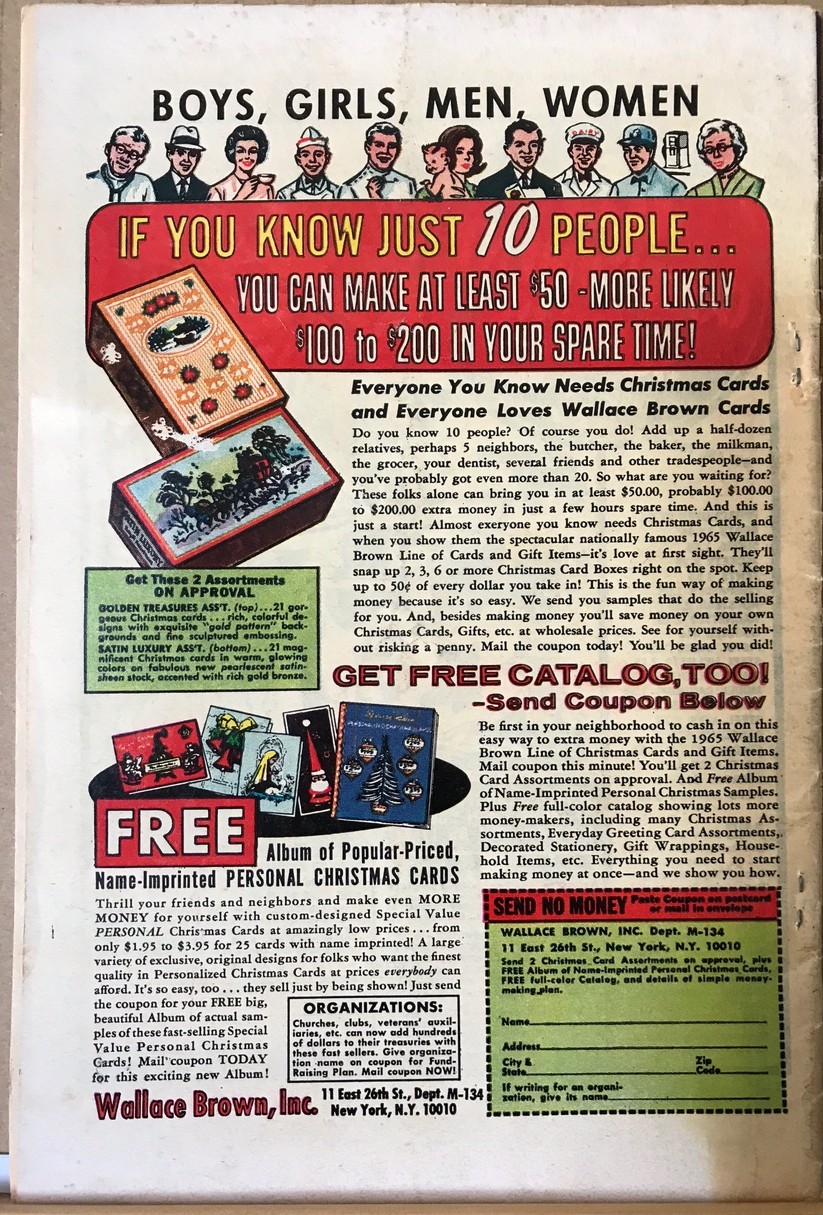 BOYS, GIRLS, MEN, WOMEN
DAIRY
IF YOU KNOW JUST 10 PEOPLE...
YOU CAN MAKE AT LEAST $50 - MORE LIKELY
$100 to $200 IN YOUR SPARE TIME!
Everyone You Know Needs Christmas Cards
and Everyone Loves Wallace Brown Cards
Do you know 10 people? Of course you do! Add up a half-dozen
relatives, perhaps 5 neighbors, the butcher, the baker, the milkman,
the grocer, your dentist, several friends and other tradespeople—and
you've probably got even more than 20. So what are you waiting for?
These folks alone can bring you in at least $50.00, probably $100.00
to $200.00 extra money in just a few hours spare time. And this is
just a start! Almost exeryone you know needs Christmas Cards, and
when you show them the spectacular nationally famous 1965 Wallace
Brown Line of Cards and Gift Items—it's love at first sight. They'll
snap up 2, 3, 6 or more Christmas Card Boxes right on the spot. Keep
up to 50¢ of every dollar you take in! This is the fun way of making
money because it's so easy. We send you samples that do the selling
for you. And, besides making money you'll save money on your own
Christmas Cards, Gifts, etc. at wholesale prices. See for yourself with-
out risking a penny. Mail the coupon today! You'll be glad you did!
SATIN LUXURY
Get These 2 Assortments
ON APPROVAL
GOLDEN TREASURES ASS'T. (top)...21 gor-
geous Christmas cards...rich, colorful de-
signs with exquisite "gold pattern" back-
grounds and fine sculptured embossing.
SATIN LUXURY ASS'T. (bottom)...21 mag-
nificent Christmas cards in warm, glowing
colors on fabulous new pearlescent satin-
sheen stock, accented with rich gold bronze.
GET FREE CATALOG, TOO!
-Send Coupon Below
Be first in your neighborhood to cash in on this
easy way to extra money with the 1965 Wallace
Brown Line of Christmas Cards and Gift Items.
Mail coupon this minute! You'll get 2 Christmas
Card Assortments on approval. And Free Album
of Name-Imprinted Personal Christmas Samples.
Plus Free full-color catalog showing lots more
money-makers, including many Christmas As-
sortments, Everyday Greeting Card Assortments,
Decorated Stationery, Gift Wrappings, House-
hold Items, etc. Everything you need to start
making money at once—and we show you how.
FREE Album of Popular-Priced,
Name-Imprinted PERSONAL CHRISTMAS CARDS
Thrill your friends and neighbors and make even MORE
MONEY for yourself with custom-designed Special Value
PERSONAL Christmas Cards at amazingly low prices...from
only $1.95 to $3.95 for 25 cards with name imprinted! A large
variety of exclusive, original designs for folks who want the finest
quality in Personalized Christmas Cards at prices everybody can
afford. It's so easy, too...they sell just by being shown! Just send
the coupon for your FREE big,
beautiful Album of actual sam-
ples of these fast-selling Special
Value Personal Christmas
Cards! Mail coupon TODAY
for this exciting new Album!
ORGANIZATIONS:
Churches, clubs, veterans' auxil-
iaries, etc. can now add hundreds
of dollars to their treasuries with
these fast sellers. Give organiza-
tion name on coupon for Fund-
Raising Plan. Mail coupon NOW!
Wallace Brown, Inc. 11 East 26th St., Dept. M-134
New York, N.Y. 10010
SEND NO MONEY Paste Coupon on postcard
or mail in envelope
WALLACE BROWN, INC. Dept. M-134
11 East 26th St., New York, N.Y. 10010
Send 2 Christmas Card Assortments on approval, plus
FREE Album of Name-Imprinted Personal Christmas Cards,
FREE full-color Catalog, and details of simple money-
making plan.
Name
Address
City & Zip
State Code
If writing for an organi-
zation, give its name